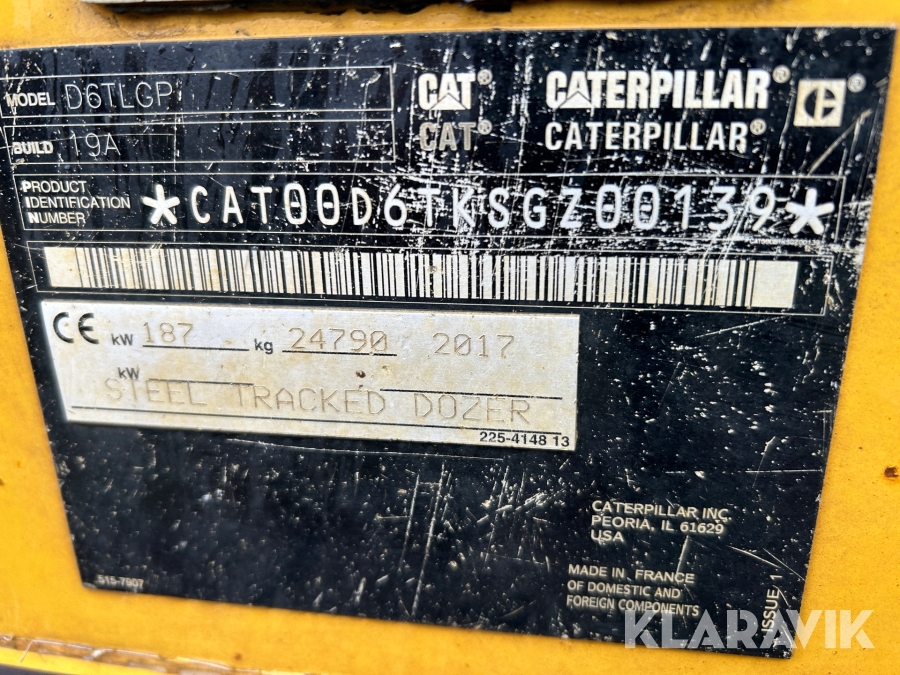 MODEL D6TLGP
BUILD 19A
CAT® CATERPILLAR®
CAT® CATERPILLAR®
PRODUCT
IDENTIFICATION
NUMBER
*CAT00D6TKSGZ00139*
CE kW 187 kg 24790 2017
kW
STEEL TRACKED DOZER
225-4148 13
CATERPILLAR INC.
PEORIA, IL 61629
USA
MADE IN FRANCE
OF DOMESTIC AND
FOREIGN COMPONENTS
515-7907
ISSUE 1
KLARAVIK